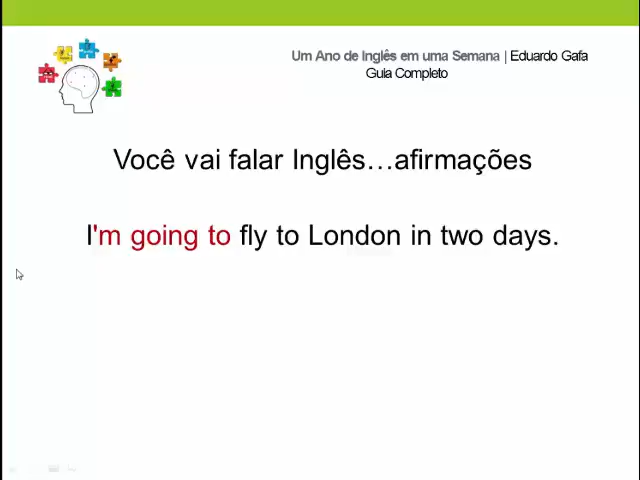 Um Ano de Inglês em uma Semana | Eduardo Gafa
Guia Completo
Você vai falar Inglês…afirmações
I'm going to fly to London in two days.